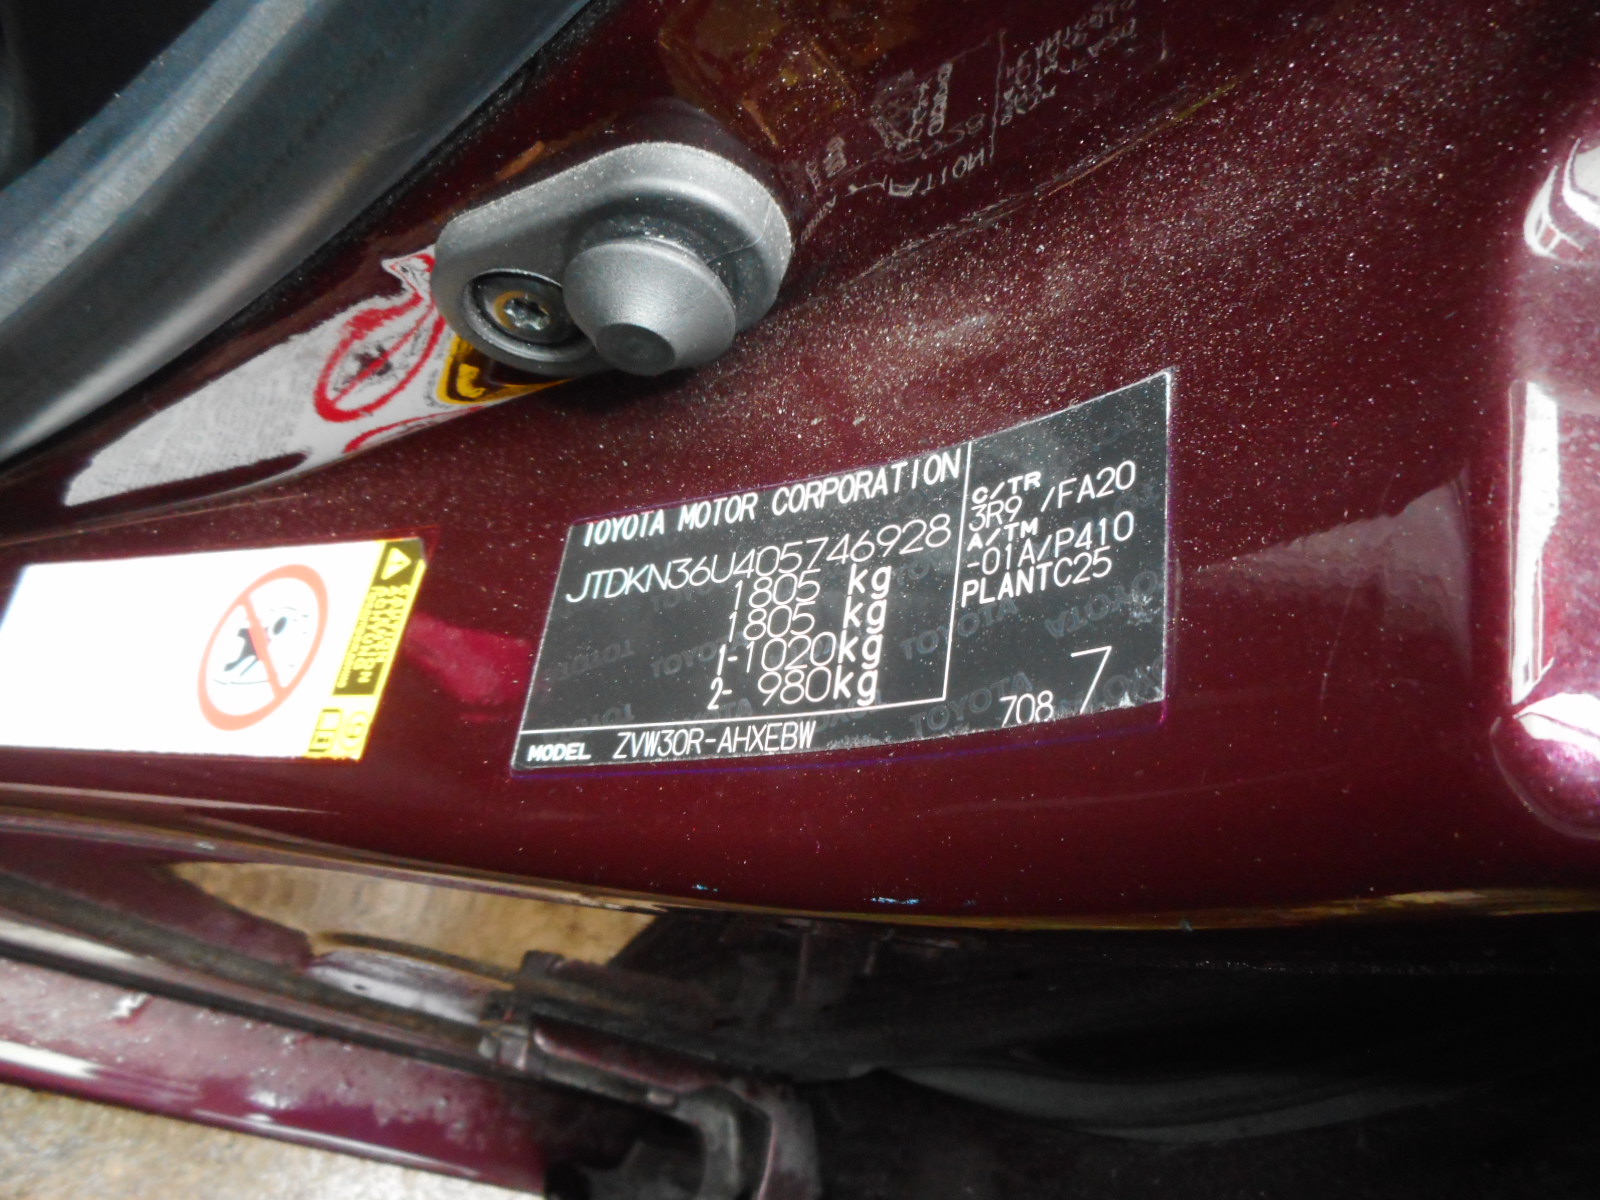 TOYOTA MOTOR CORPORATION
JTDKN36U405746928
1805 kg
1805 kg
1-1020kg
2- 980kg
C/TR
3R9 /FA20
A/TM
-01A/P410
PLANTC25
708 7
MODEL ZVW30R-AHXEBW